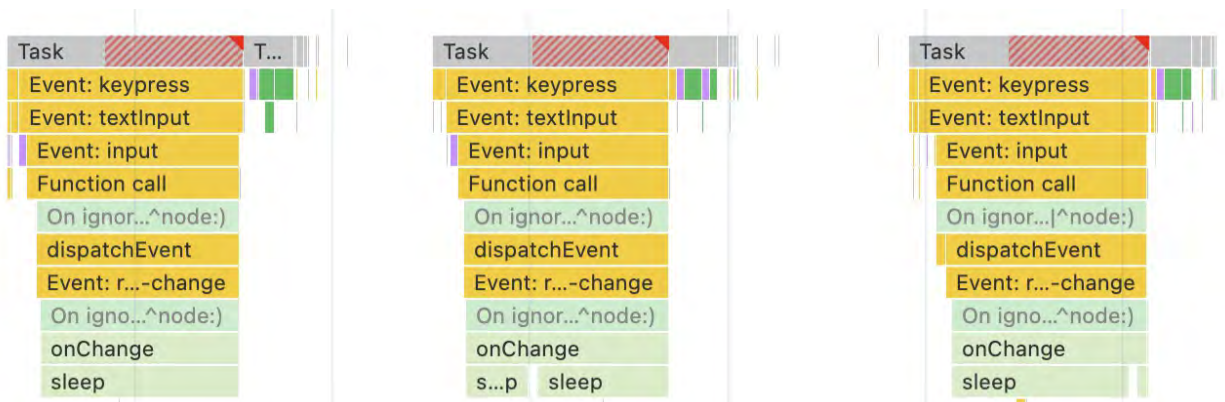 Task
T...
Event: keypress
Event: textInput
Event: input
Function call
On ignor...^node:)
dispatchEvent
Event: r...-change
On igno...^node:)
onChange
sleep
Task
Event: keypress
Event: textInput
Event: input
Function call
On ignor...^node:)
dispatchEvent
Event: r...-change
On ignor...^node:)
onChange
s...p
sleep
Task
Event: keypress
Event: textInput
Event: input
Function call
On ignor...|^node:)
dispatchEvent
Event: r...-change
On igno...^node:)
onChange
sleep